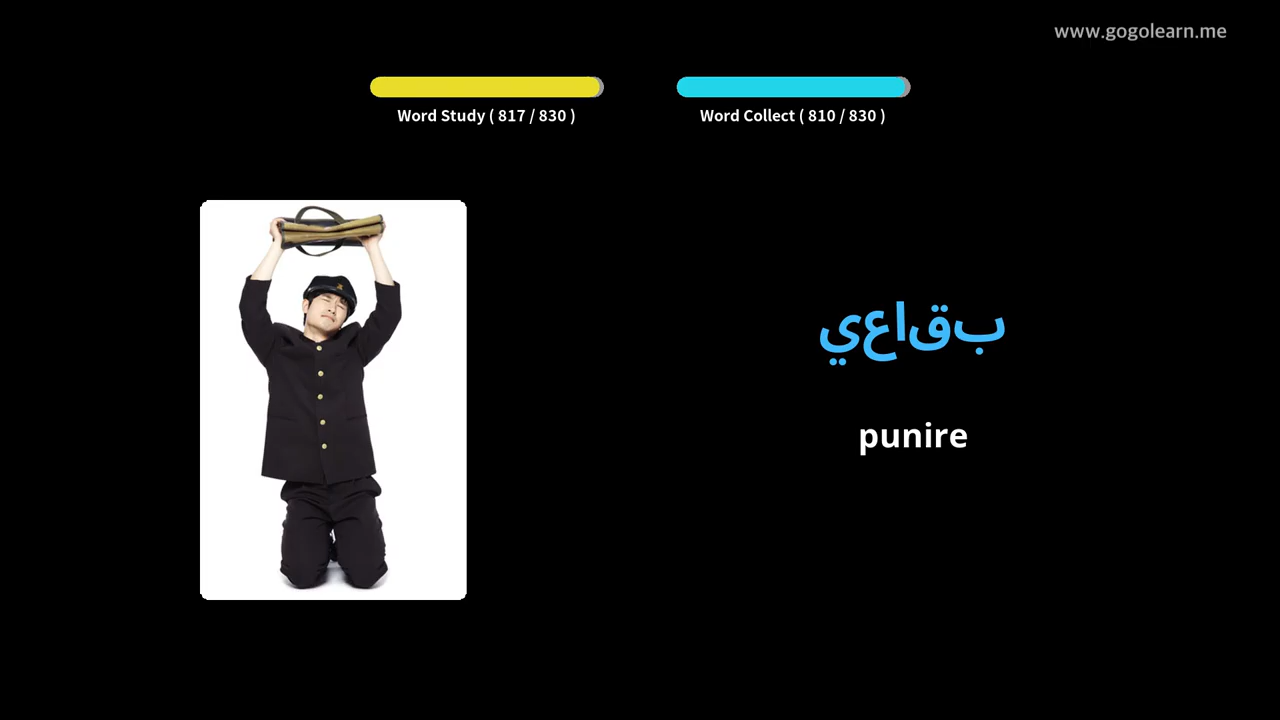 www.gogolearn.me
Word Study ( 817 / 830 )
Word Collect ( 810 / 830 )
يعاقب
punire